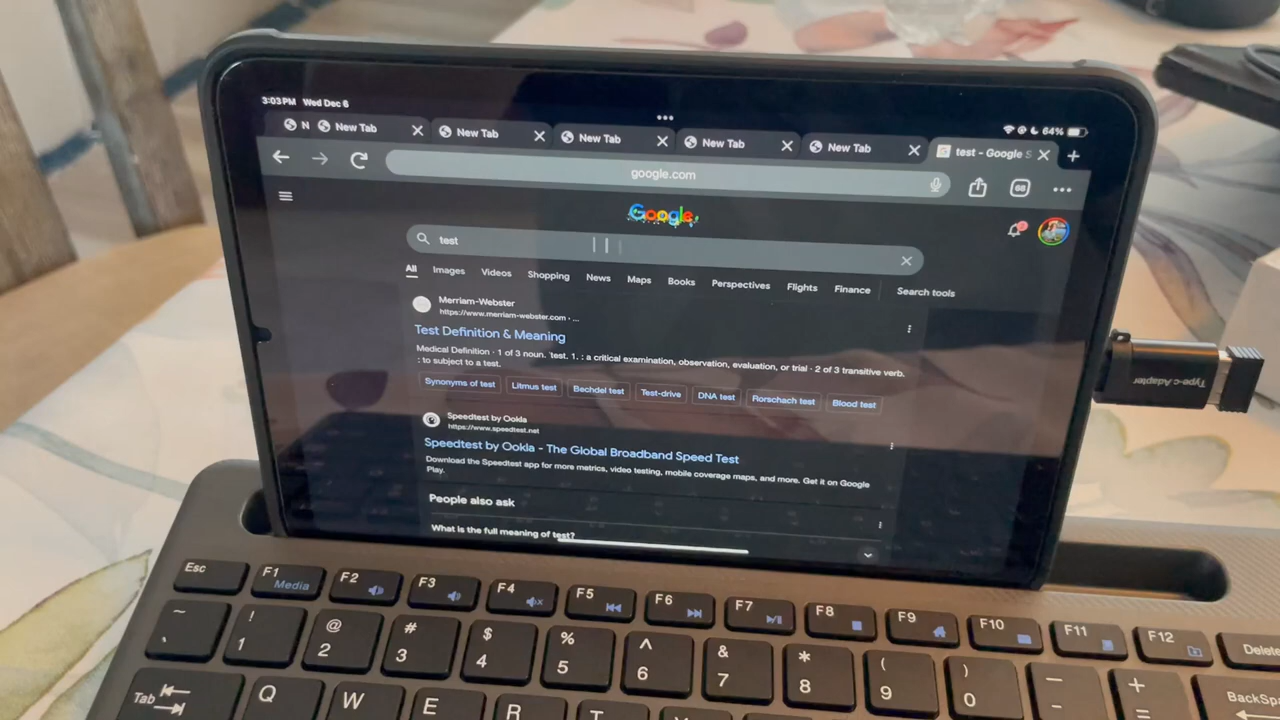 3:03PM Wed Dec 6
64%
N New Tab New Tab New Tab New Tab New Tab test - Google S
google.com
68
Google
test
All Images Videos Shopping News Maps Books Perspectives Flights Finance Search tools
Merriam-Webster
https://www.merriam-webster.com › ...
Test Definition & Meaning
Medical Definition · 1 of 3 noun. ˈtest. 1. : a critical examination, observation, evaluation, or trial · 2 of 3 transitive verb.
: to subject to a test.
Synonyms of test Litmus test Bechdel test Test-drive DNA test Rorschach test Blood test
Speedtest by Ookla
https://www.speedtest.net
Speedtest by Ookla - The Global Broadband Speed Test
Download the Speedtest app for more metrics, video testing, mobile coverage maps, and more. Get it on Google
Play.
People also ask
What is the full meaning of test?
Type-c Adapter
Esc F1 Media F2 F3 F4 F5 F6 F7 F8 F9 F10 F11 F12 Delete
~ ! @ # $ % ^ & * ( ) — +
` 1 2 3 4 5 6 7 8 9 0 - =
Tab Q W E R T BackSp